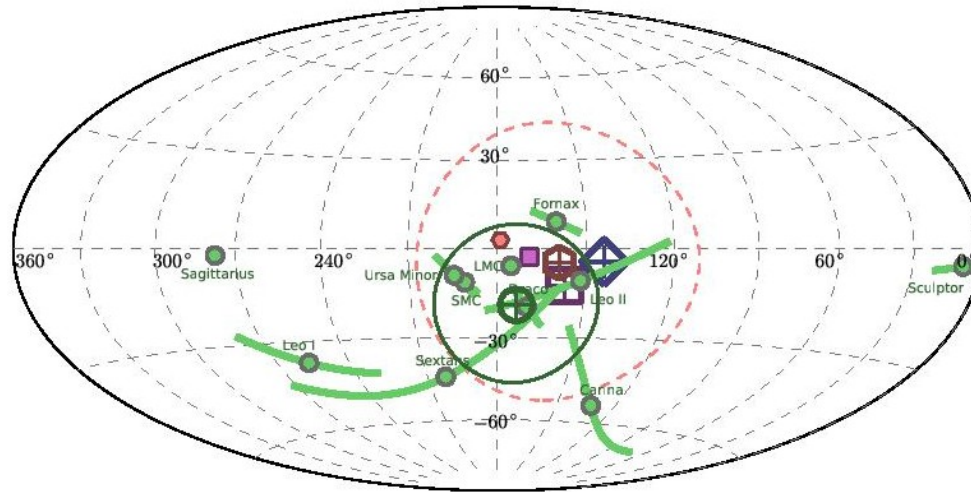 60°
30°
Fornax
360°
300°
240°
120°
60°
0°
Sagittarius
Ursa Minor
LMC
Draco
Sculptor
SMC
Leo II
−30°
Leo I
Sextans
Carina
−60°